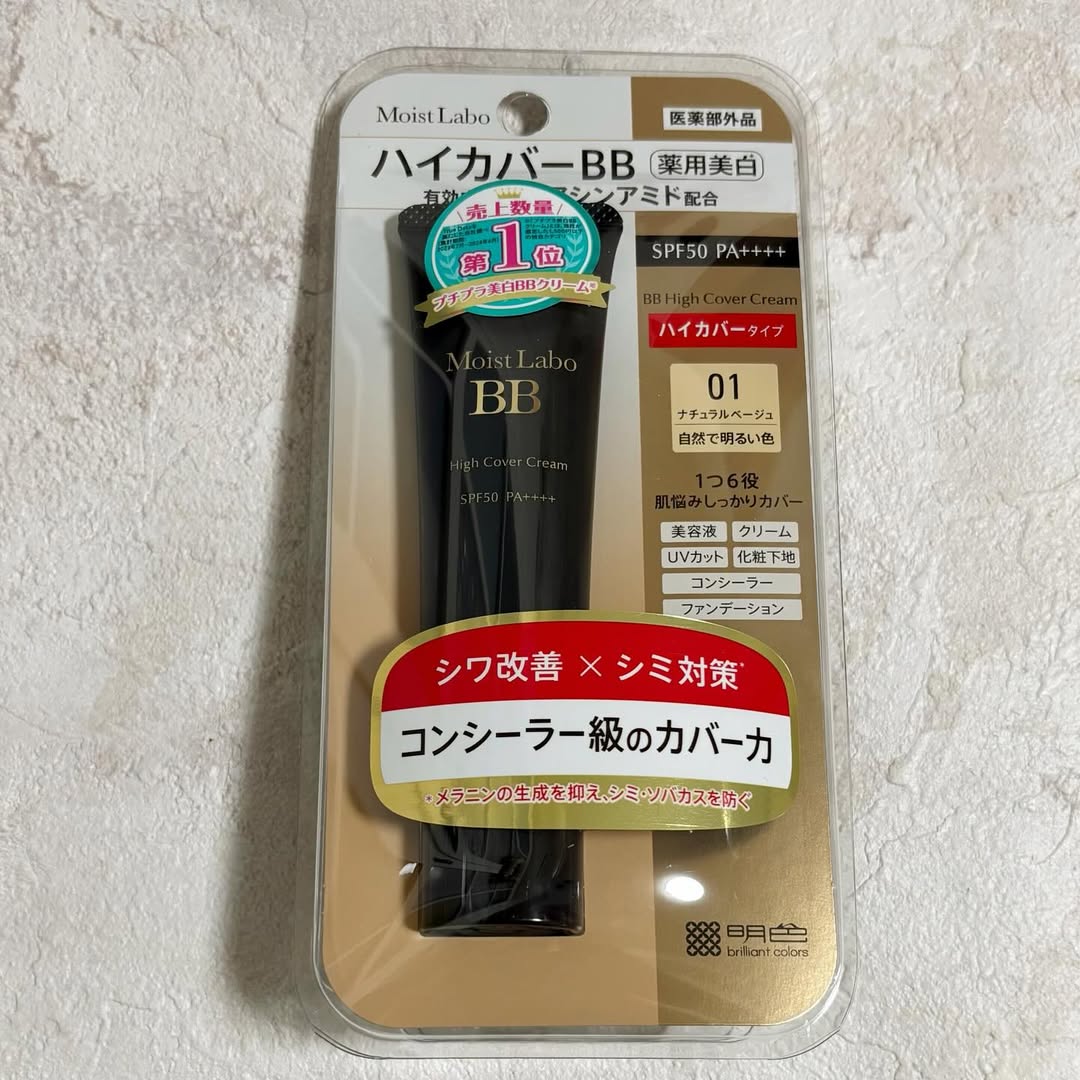 Moist Labo
医薬部外品
ハイカバーBB 薬用美白
有効 シンアミド配合
売上数量
第1位
プチプラ美白BBクリーム*
SPF50 PA++++
BB High Cover Cream
ハイカバータイプ
01
ナチュラルベージュ
自然で明るい色
1つ6役
肌悩みしっかりカバー
美容液 クリーム
UVカット 化粧下地
コンシーラー
ファンデーション
Moist Labo
BB
High Cover Cream
SPF50 PA++++
シワ改善 × シミ対策*
コンシーラー級のカバー力
*メラニンの生成を抑え、シミ・ソバカスを防ぐ
明色
brilliant colors